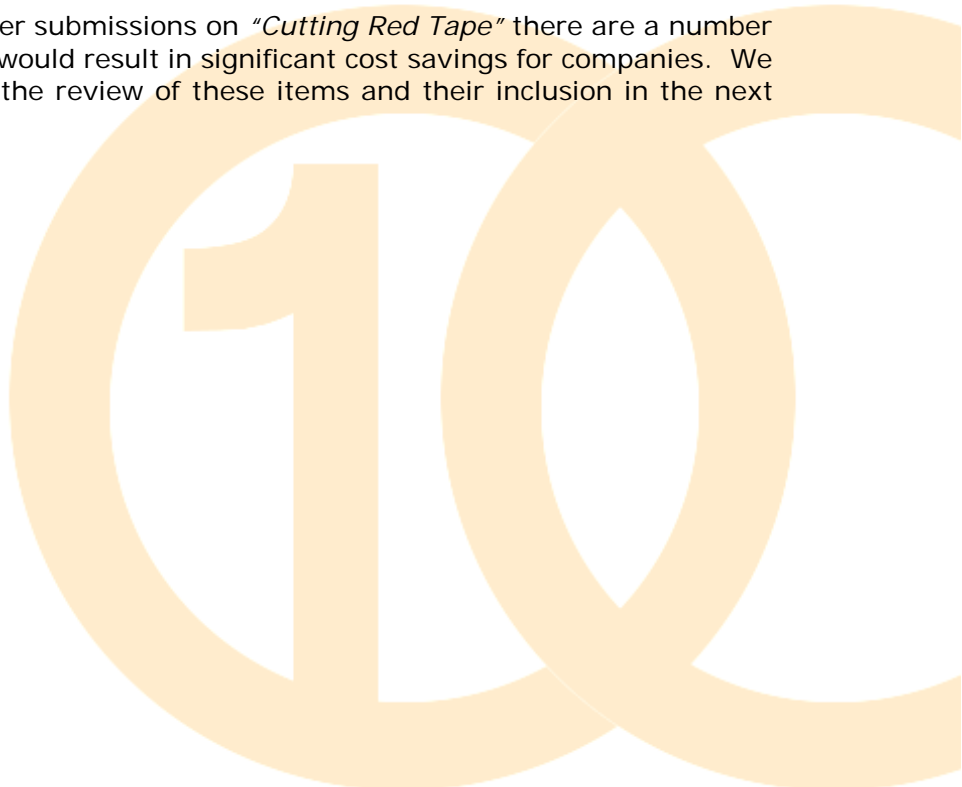 er submissions on “Cutting Red Tape” there are a number
would result in significant cost savings for companies. We
the review of these items and their inclusion in the next
10